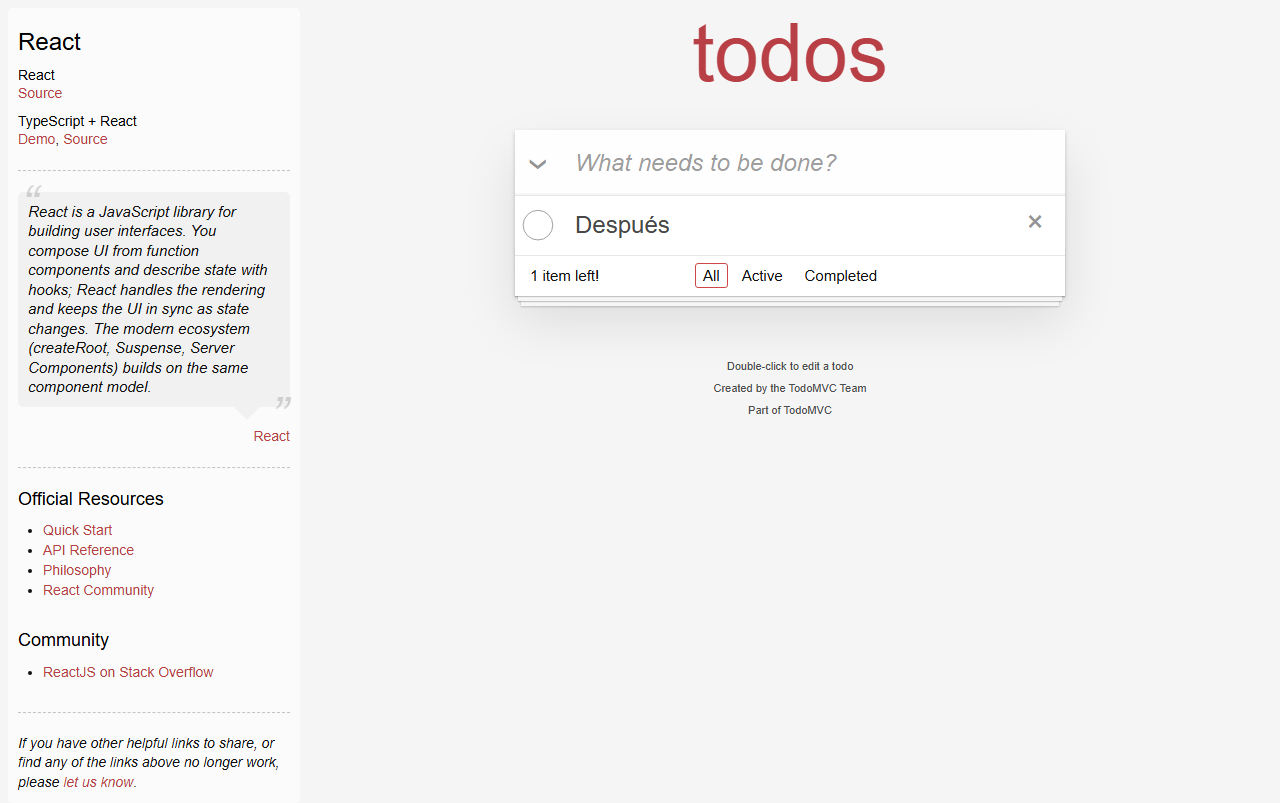 React
React
Source
TypeScript + React
Demo, Source
“
React is a JavaScript library for
building user interfaces. You
compose UI from function
components and describe state with
hooks; React handles the rendering
and keeps the UI in sync as state
changes. The modern ecosystem
(createRoot, Suspense, Server
Components) builds on the same
component model.
”
React
Official Resources
• Quick Start
• API Reference
• Philosophy
• React Community
Community
• ReactJS on Stack Overflow
If you have other helpful links to share, or
find any of the links above no longer work,
please let us know.
todos
What needs to be done?
Después ×
1 item left! All Active Completed
Double-click to edit a todo
Created by the TodoMVC Team
Part of TodoMVC